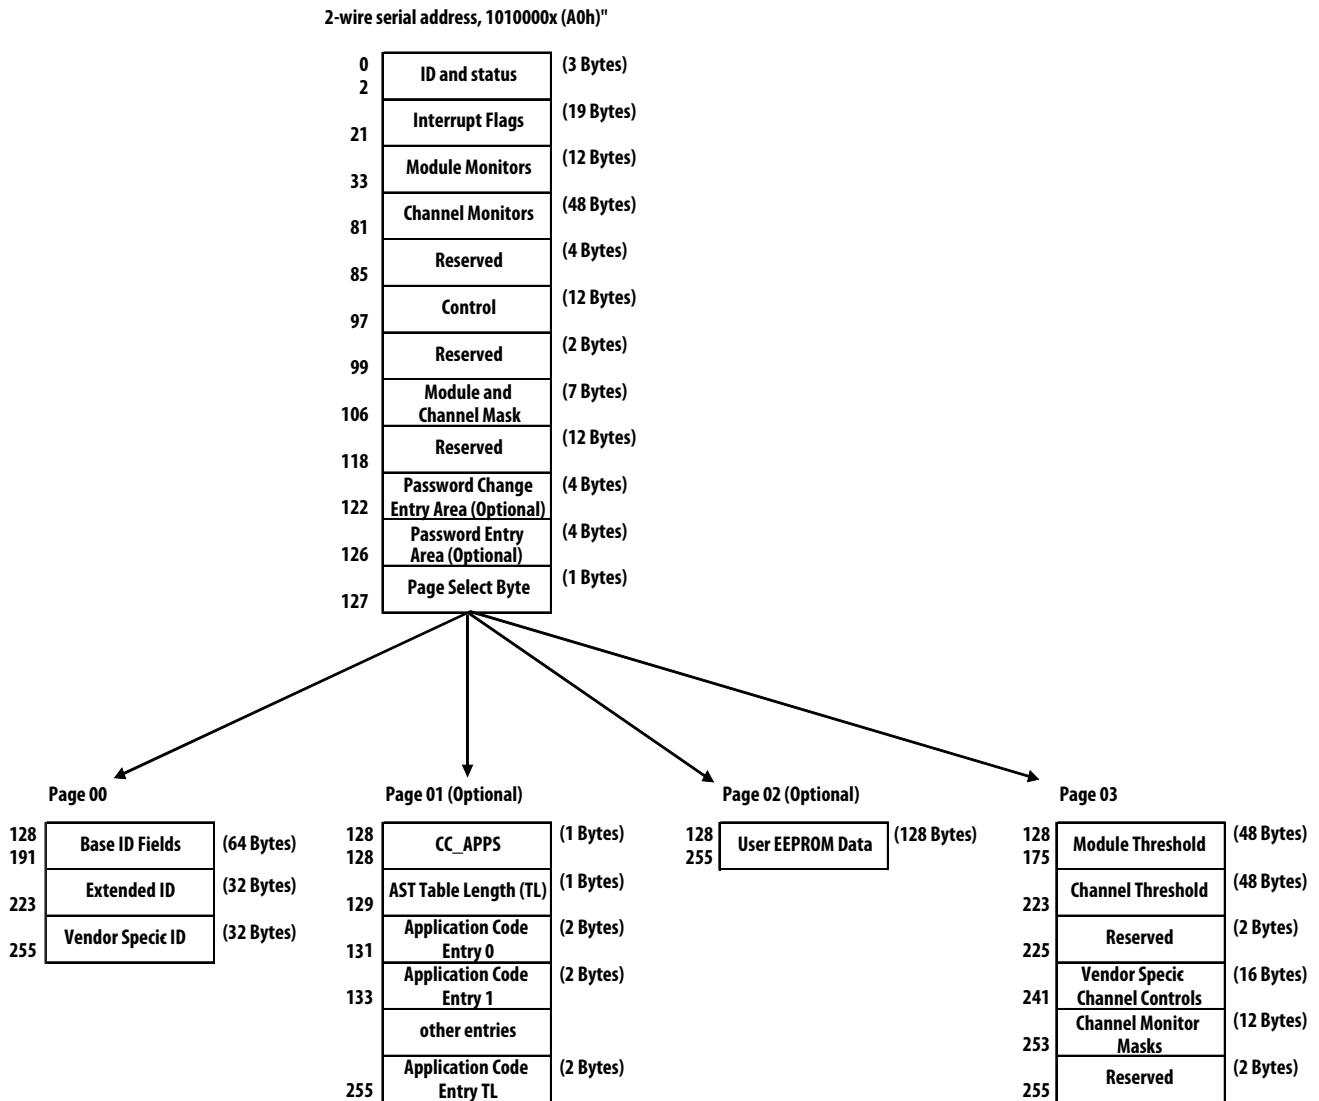 2-wire serial address, 1010000x (A0h)"
0
2
ID and status
(3 Bytes)
21
Interrupt Flags
(19 Bytes)
33
Module Monitors
(12 Bytes)
81
Channel Monitors
(48 Bytes)
85
Reserved
(4 Bytes)
97
Control
(12 Bytes)
99
Reserved
(2 Bytes)
106
Module and
Channel Mask
(7 Bytes)
118
Reserved
(12 Bytes)
122
Password Change
Entry Area (Optional)
(4 Bytes)
126
Password Entry
Area (Optional)
(4 Bytes)
127
Page Select Byte
(1 Bytes)
Page 00
128
191
Base ID Fields
(64 Bytes)
223
Extended ID
(32 Bytes)
255
Vendor Specic ID
(32 Bytes)
Page 01 (Optional)
128
128
CC_APPS
(1 Bytes)
129
AST Table Length (TL)
(1 Bytes)
131
Application Code
Entry 0
(2 Bytes)
133
Application Code
Entry 1
(2 Bytes)
other entries
255
Application Code
Entry TL
(2 Bytes)
Page 02 (Optional)
128
255
User EEPROM Data
(128 Bytes)
Page 03
128
175
Module Threshold
(48 Bytes)
223
Channel Threshold
(48 Bytes)
225
Reserved
(2 Bytes)
241
Vendor Specic
Channel Controls
(16 Bytes)
253
Channel Monitor
Masks
(12 Bytes)
255
Reserved
(2 Bytes)